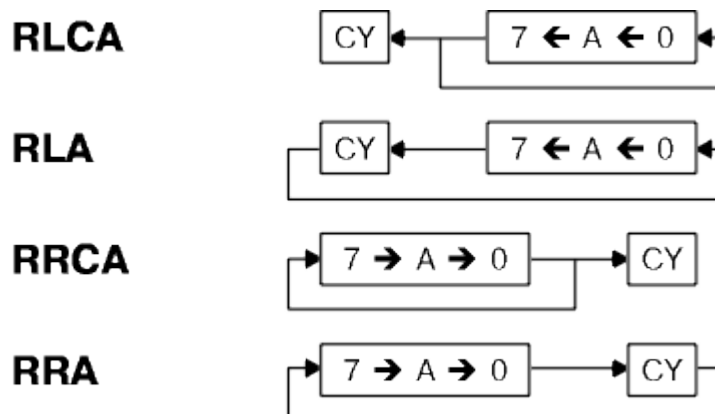 RLCA CY 7 ← A ← 0
RLA CY 7 ← A ← 0
RRCA 7 → A → 0 CY
RRA 7 → A → 0 CY